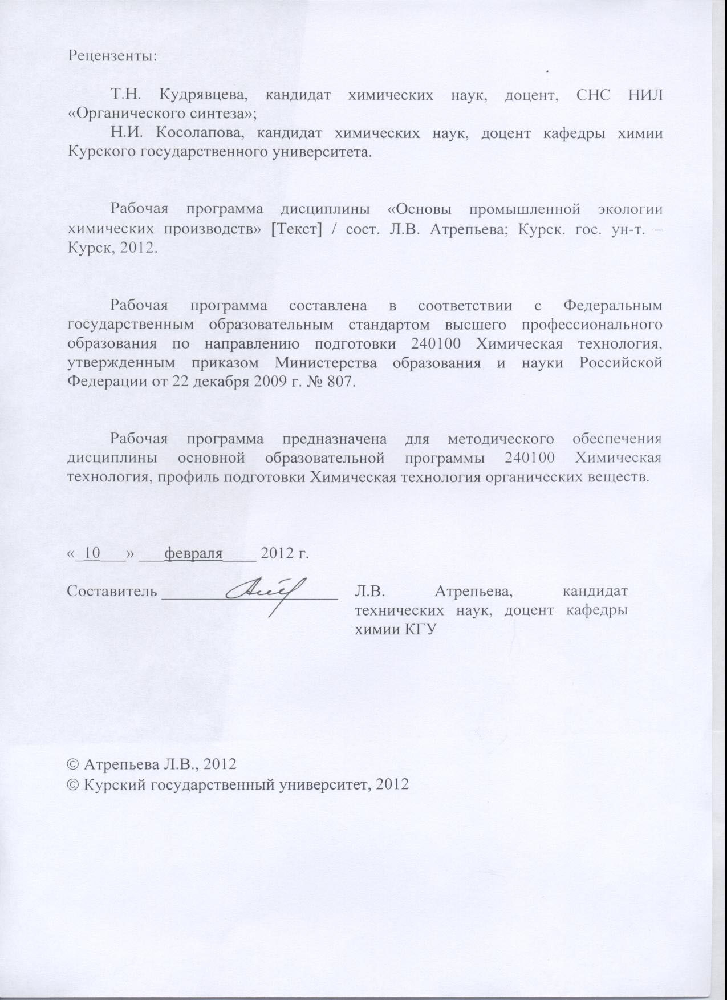 Рецензенты:
Т.Н. Кудрявцева, кандидат химических наук, доцент, СНС НИЛ
«Органического синтеза»;
Н.И. Косолапова, кандидат химических наук, доцент кафедры химии
Курского государственного университета.
Рабочая программа дисциплины «Основы промышленной экологии
химических производств» [Текст] / сост. Л.В. Атрепьева; Курск. гос. ун-т. –
Курск, 2012.
Рабочая программа составлена в соответствии с Федеральным
государственным образовательным стандартом высшего профессионального
образования по направлению подготовки 240100 Химическая технология,
утвержденным приказом Министерства образования и науки Российской
Федерации от 22 декабря 2009 г. № 807.
Рабочая программа предназначена для методического обеспечения
дисциплины основной образовательной программы 240100 Химическая
технология, профиль подготовки Химическая технология органических веществ.
«_10___» ___февраля____ 2012 г.
Составитель ______________________ Л.В. Атрепьева, кандидат
технических наук, доцент кафедры
химии КГУ
© Атрепьева Л.В., 2012
© Курский государственный университет, 2012